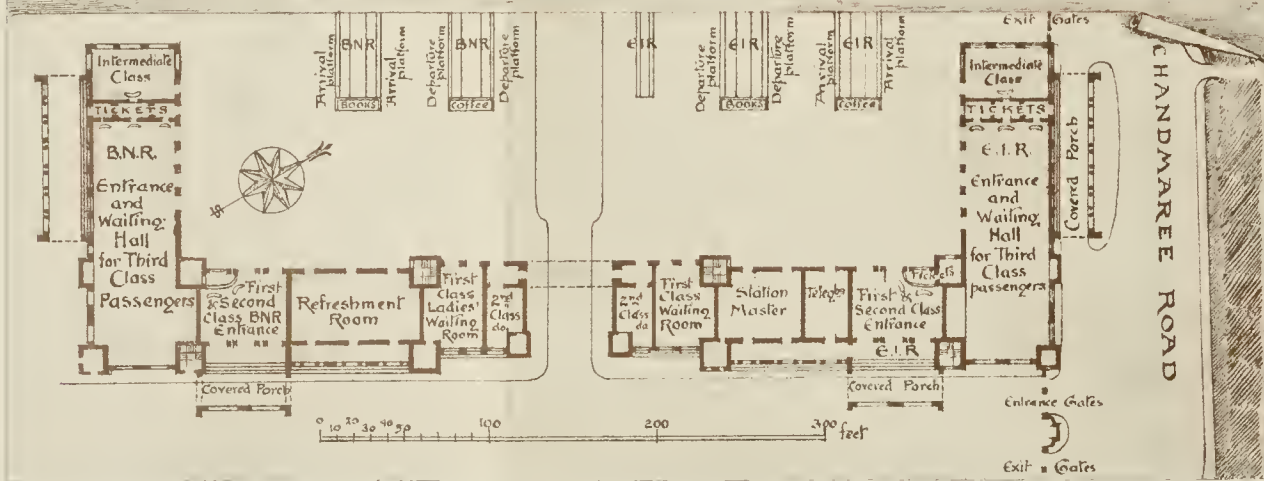 Exit Gates
CHANDMAREE ROAD
Intermediate
Class
TICKETS
B.N.R.
Entrance
and
Waiting
Hall
for Third
Class
Passengers
Arrival
platform
BNR
Arrival
platform
BOOKS
Departure
platform
BNR
Departure
platform
Coffee
EIR
Departure
platform
EIR
Departure
platform
BOOKS
Arrival
platform
EIR
Arrival
platform
Coffee
Intermediate
Class
TICKETS
E.I.R.
Entrance
and
Waiting
Hall
for Third
Class
passengers
Covered Porch
First
& Second
Class BNR
Entrance
Refreshment
Room
First
Class
Ladies'
Waiting
Room
2nd
Class
do
2nd
Class
do
First
Class
Waiting
Room
Station
Master
Telegphs
Tickets
First &
Second Class
Entrance
E.I.R
Covered Porch
Covered Porch
0 10 20 30 40 50 100 200 300 feet
Entrance Gates
Exit Gates